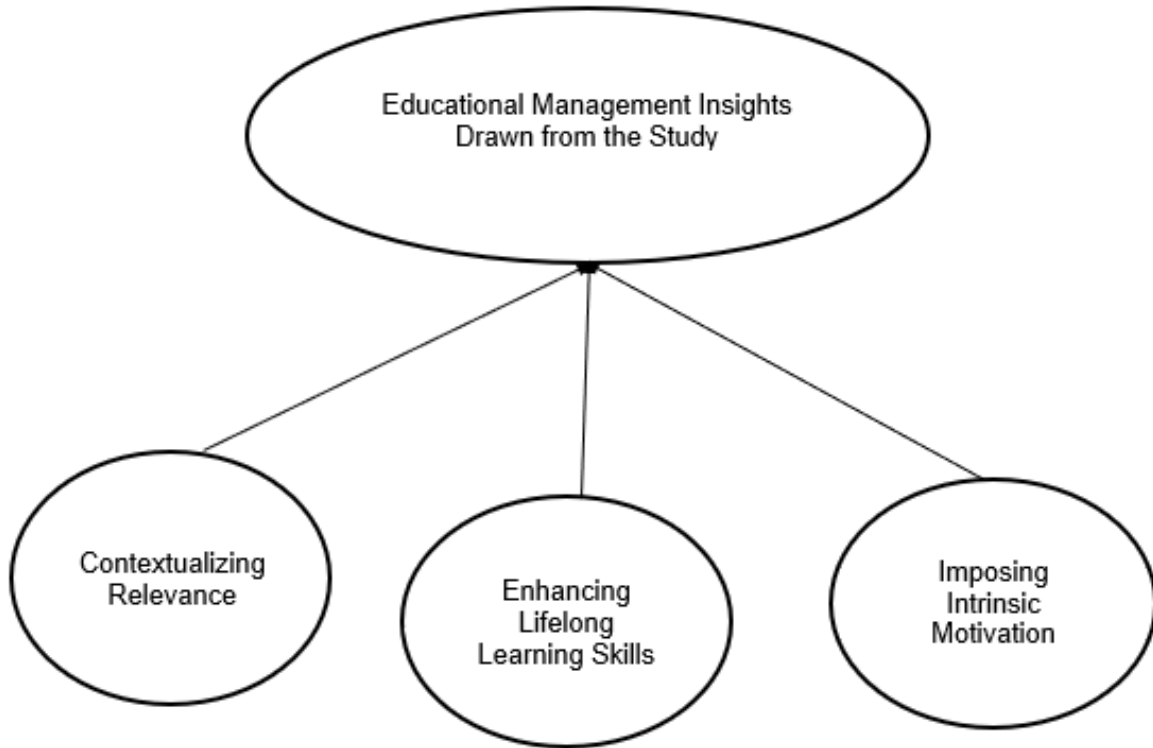 Educational Management Insights
Drawn from the Study
Contextualizing
Relevance
Enhancing
Lifelong
Learning Skills
Imposing
Intrinsic
Motivation